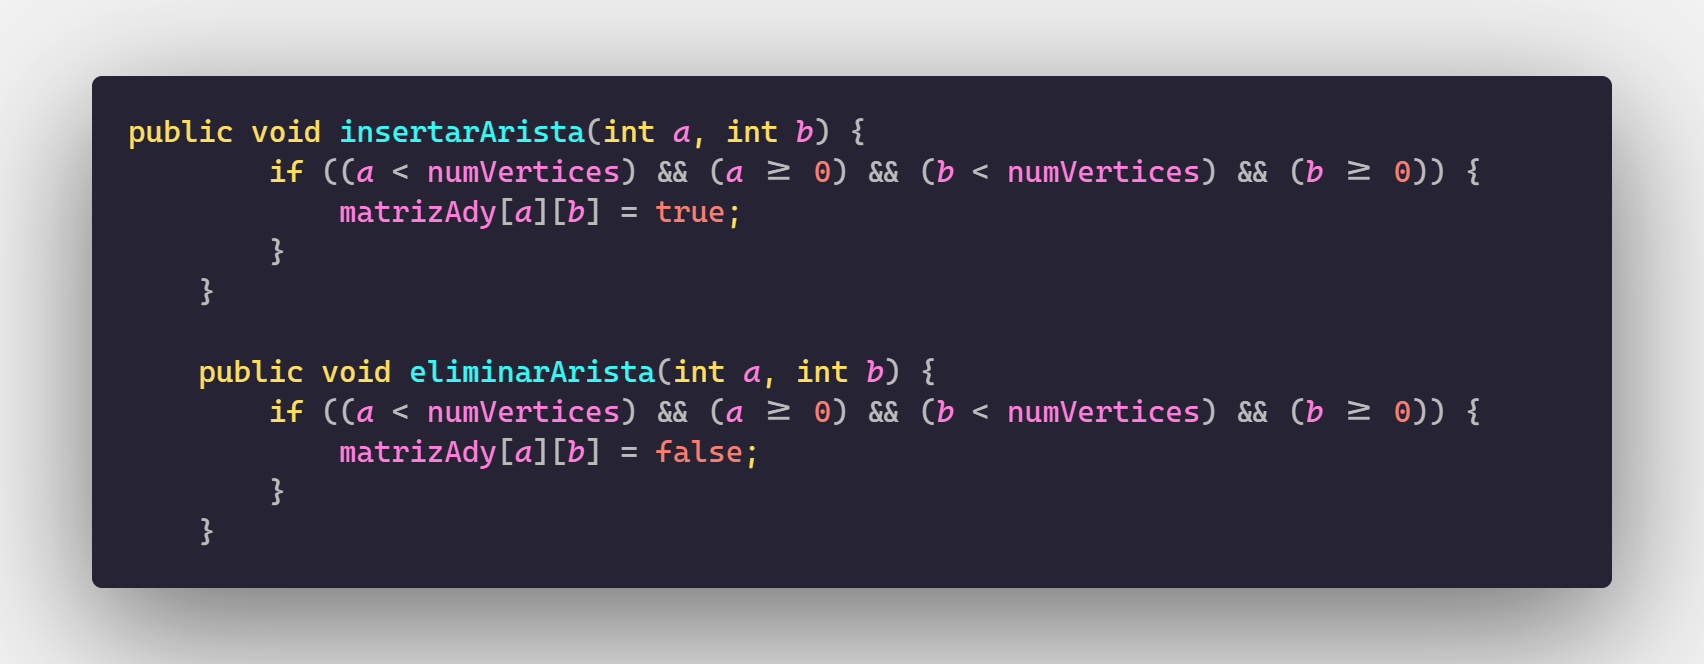 public void insertarArista(int a, int b) {
if ((a < numVertices) && (a ≥ 0) && (b < numVertices) && (b ≥ 0)) {
matrizAdy[a][b] = true;
}
}
public void eliminarArista(int a, int b) {
if ((a < numVertices) && (a ≥ 0) && (b < numVertices) && (b ≥ 0)) {
matrizAdy[a][b] = false;
}
}